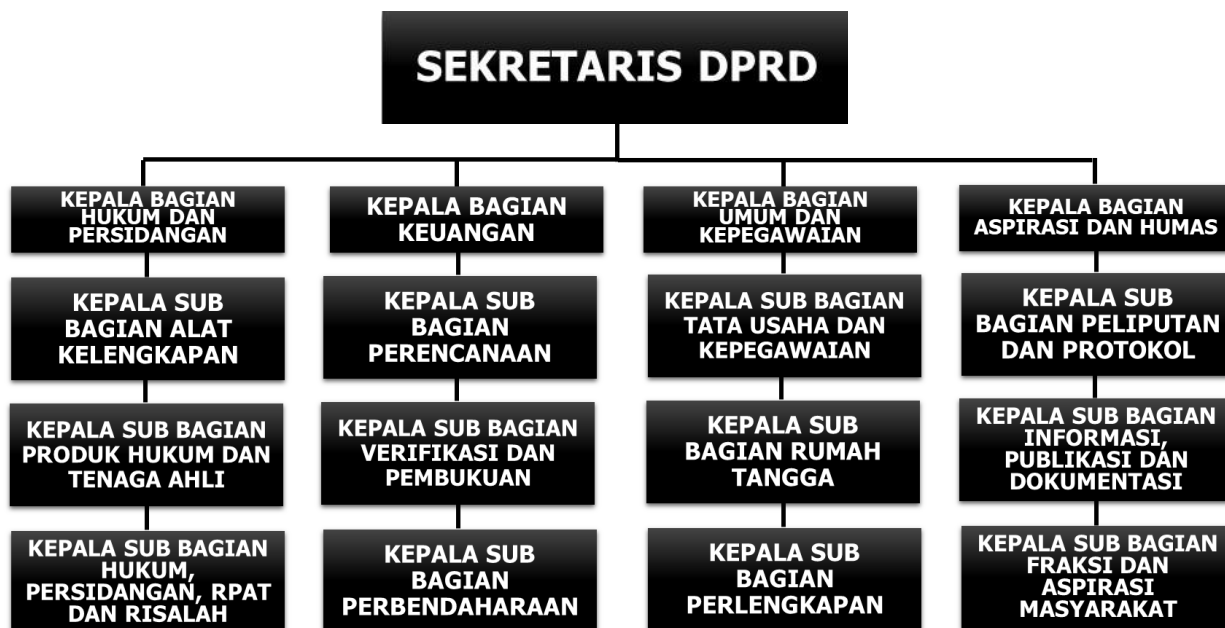 SEKRETARIS DPRD
KEPALA BAGIAN
HUKUM DAN
PERSIDANGAN
KEPALA BAGIAN
KEUANGAN
KEPALA BAGIAN
UMUM DAN
KEPEGAWAIAN
KEPALA BAGIAN
ASPIRASI DAN HUMAS
KEPALA SUB
BAGIAN ALAT
KELENGKAPAN
KEPALA SUB
BAGIAN
PERENCANAAN
KEPALA SUB BAGIAN
TATA USAHA DAN
KEPEGAWAIAN
KEPALA SUB
BAGIAN PELIPUTAN
DAN PROTOKOL
KEPALA SUB BAGIAN
PRODUK HUKUM DAN
TENAGA AHLI
KEPALA SUB BAGIAN
VERIFIKASI DAN
PEMBUKUAN
KEPALA SUB
BAGIAN RUMAH
TANGGA
KEPALA SUB BAGIAN
INFORMASI,
PUBLIKASI DAN
DOKUMENTASI
KEPALA SUB BAGIAN
HUKUM,
PERSIDANGAN, RPAT
DAN RISALAH
KEPALA SUB
BAGIAN
PERBENDAHARAAN
KEPALA SUB
BAGIAN
PERLENGKAPAN
KEPALA SUB BAGIAN
FRAKSI DAN
ASPIRASI
MASYARAKAT